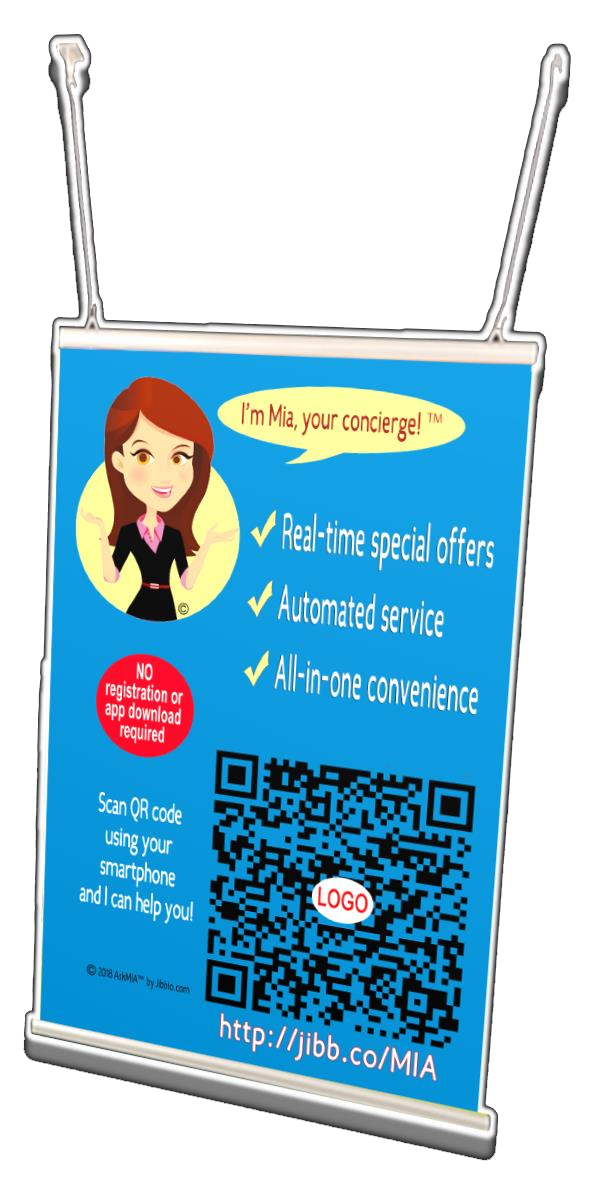 I'm Mia, your concierge! ™
©
✓ Real-time special offers
✓ Automated service
✓ All-in-one convenience
NO
registration or
app download
required
Scan QR code
using your
smartphone
and I can help you!
LOGO
© 2018 AskMIA™ by Jibbio.com
http://jibb.co/MIA